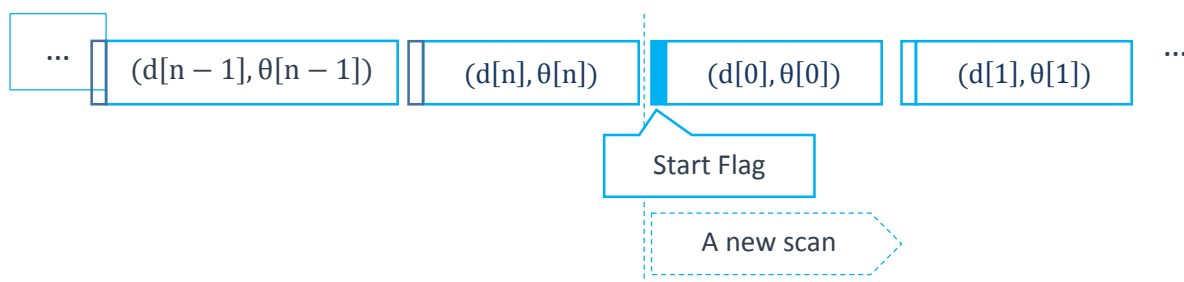 ... (d[n − 1], θ[n − 1]) (d[n], θ[n]) (d[0], θ[0]) (d[1], θ[1]) ...
Start Flag
A new scan